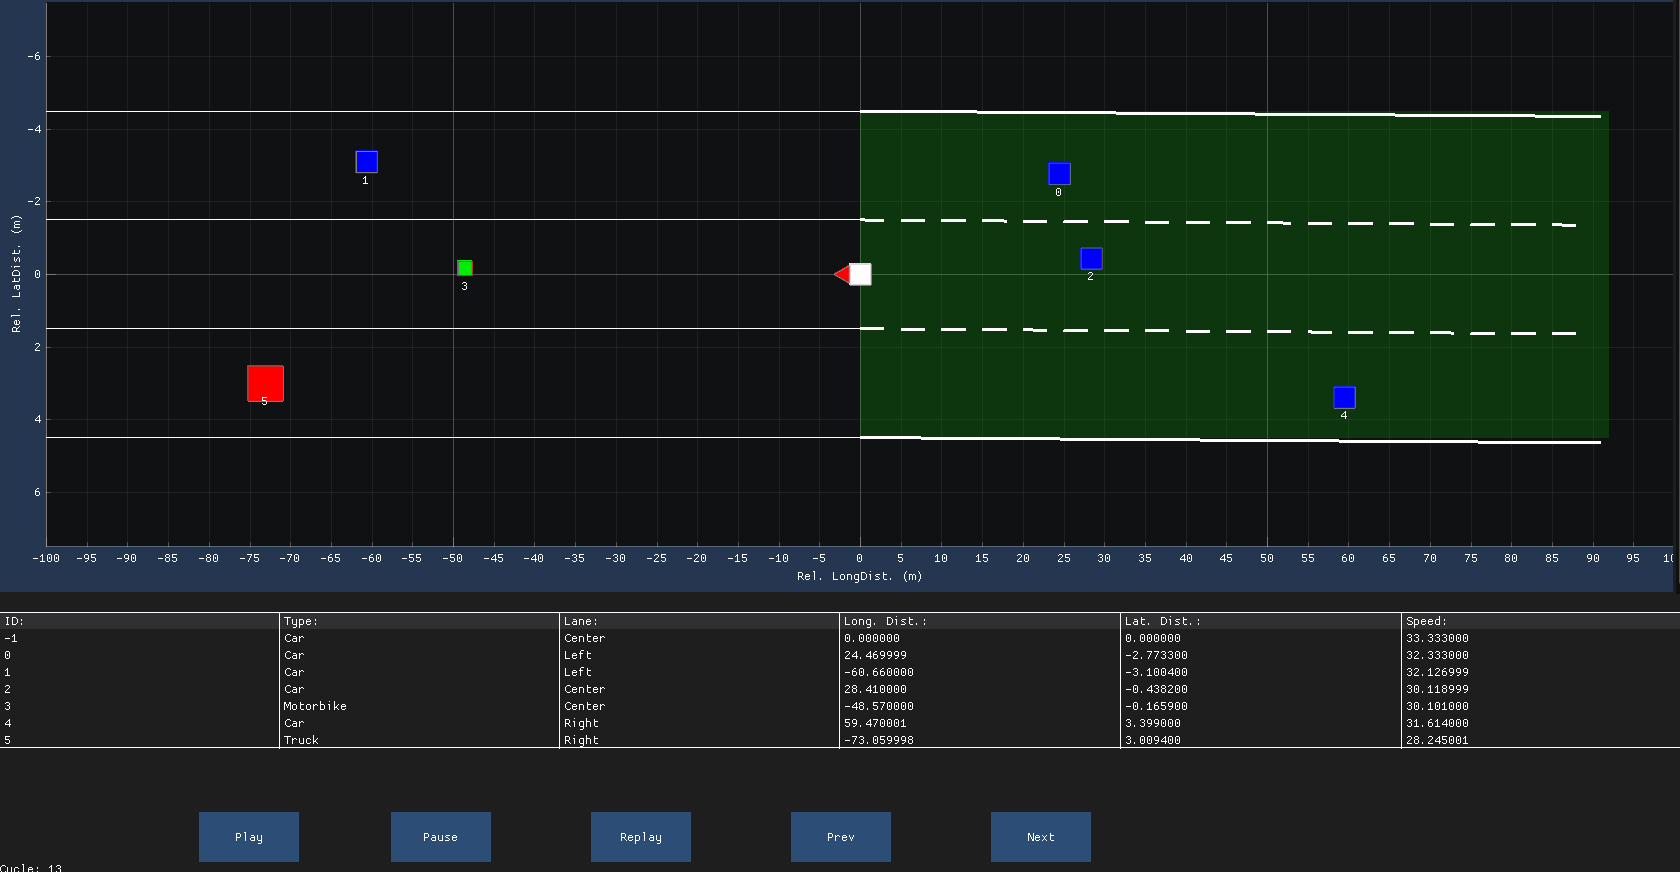 -6
-4
1
0
-2
2
Rel. LatDist. (m)
0
3
2
5
4
4
6
-100 -95 -90 -85 -80 -75 -70 -65 -60 -55 -50 -45 -40 -35 -30 -25 -20 -15 -10 -5 0 5 10 15 20 25 30 35 40 45 50 55 60 65 70 75 80 85 90 95
Rel. LongDist. (m)
ID: Type: Lane: Long. Dist.: Lat. Dist.: Speed:
-1 Car Center 0.000000 0.000000 33.333000
0 Car Left 24.469999 -2.773300 32.333000
1 Car Left -60.660000 -3.100400 32.126999
2 Car Center 28.410000 -0.438200 30.118999
3 Motorbike Center -48.570000 -0.165900 30.101000
4 Car Right 59.470001 3.399000 31.614000
5 Truck Right -73.059998 3.009400 28.245001
Play Pause Replay Prev Next
Cycle: 13